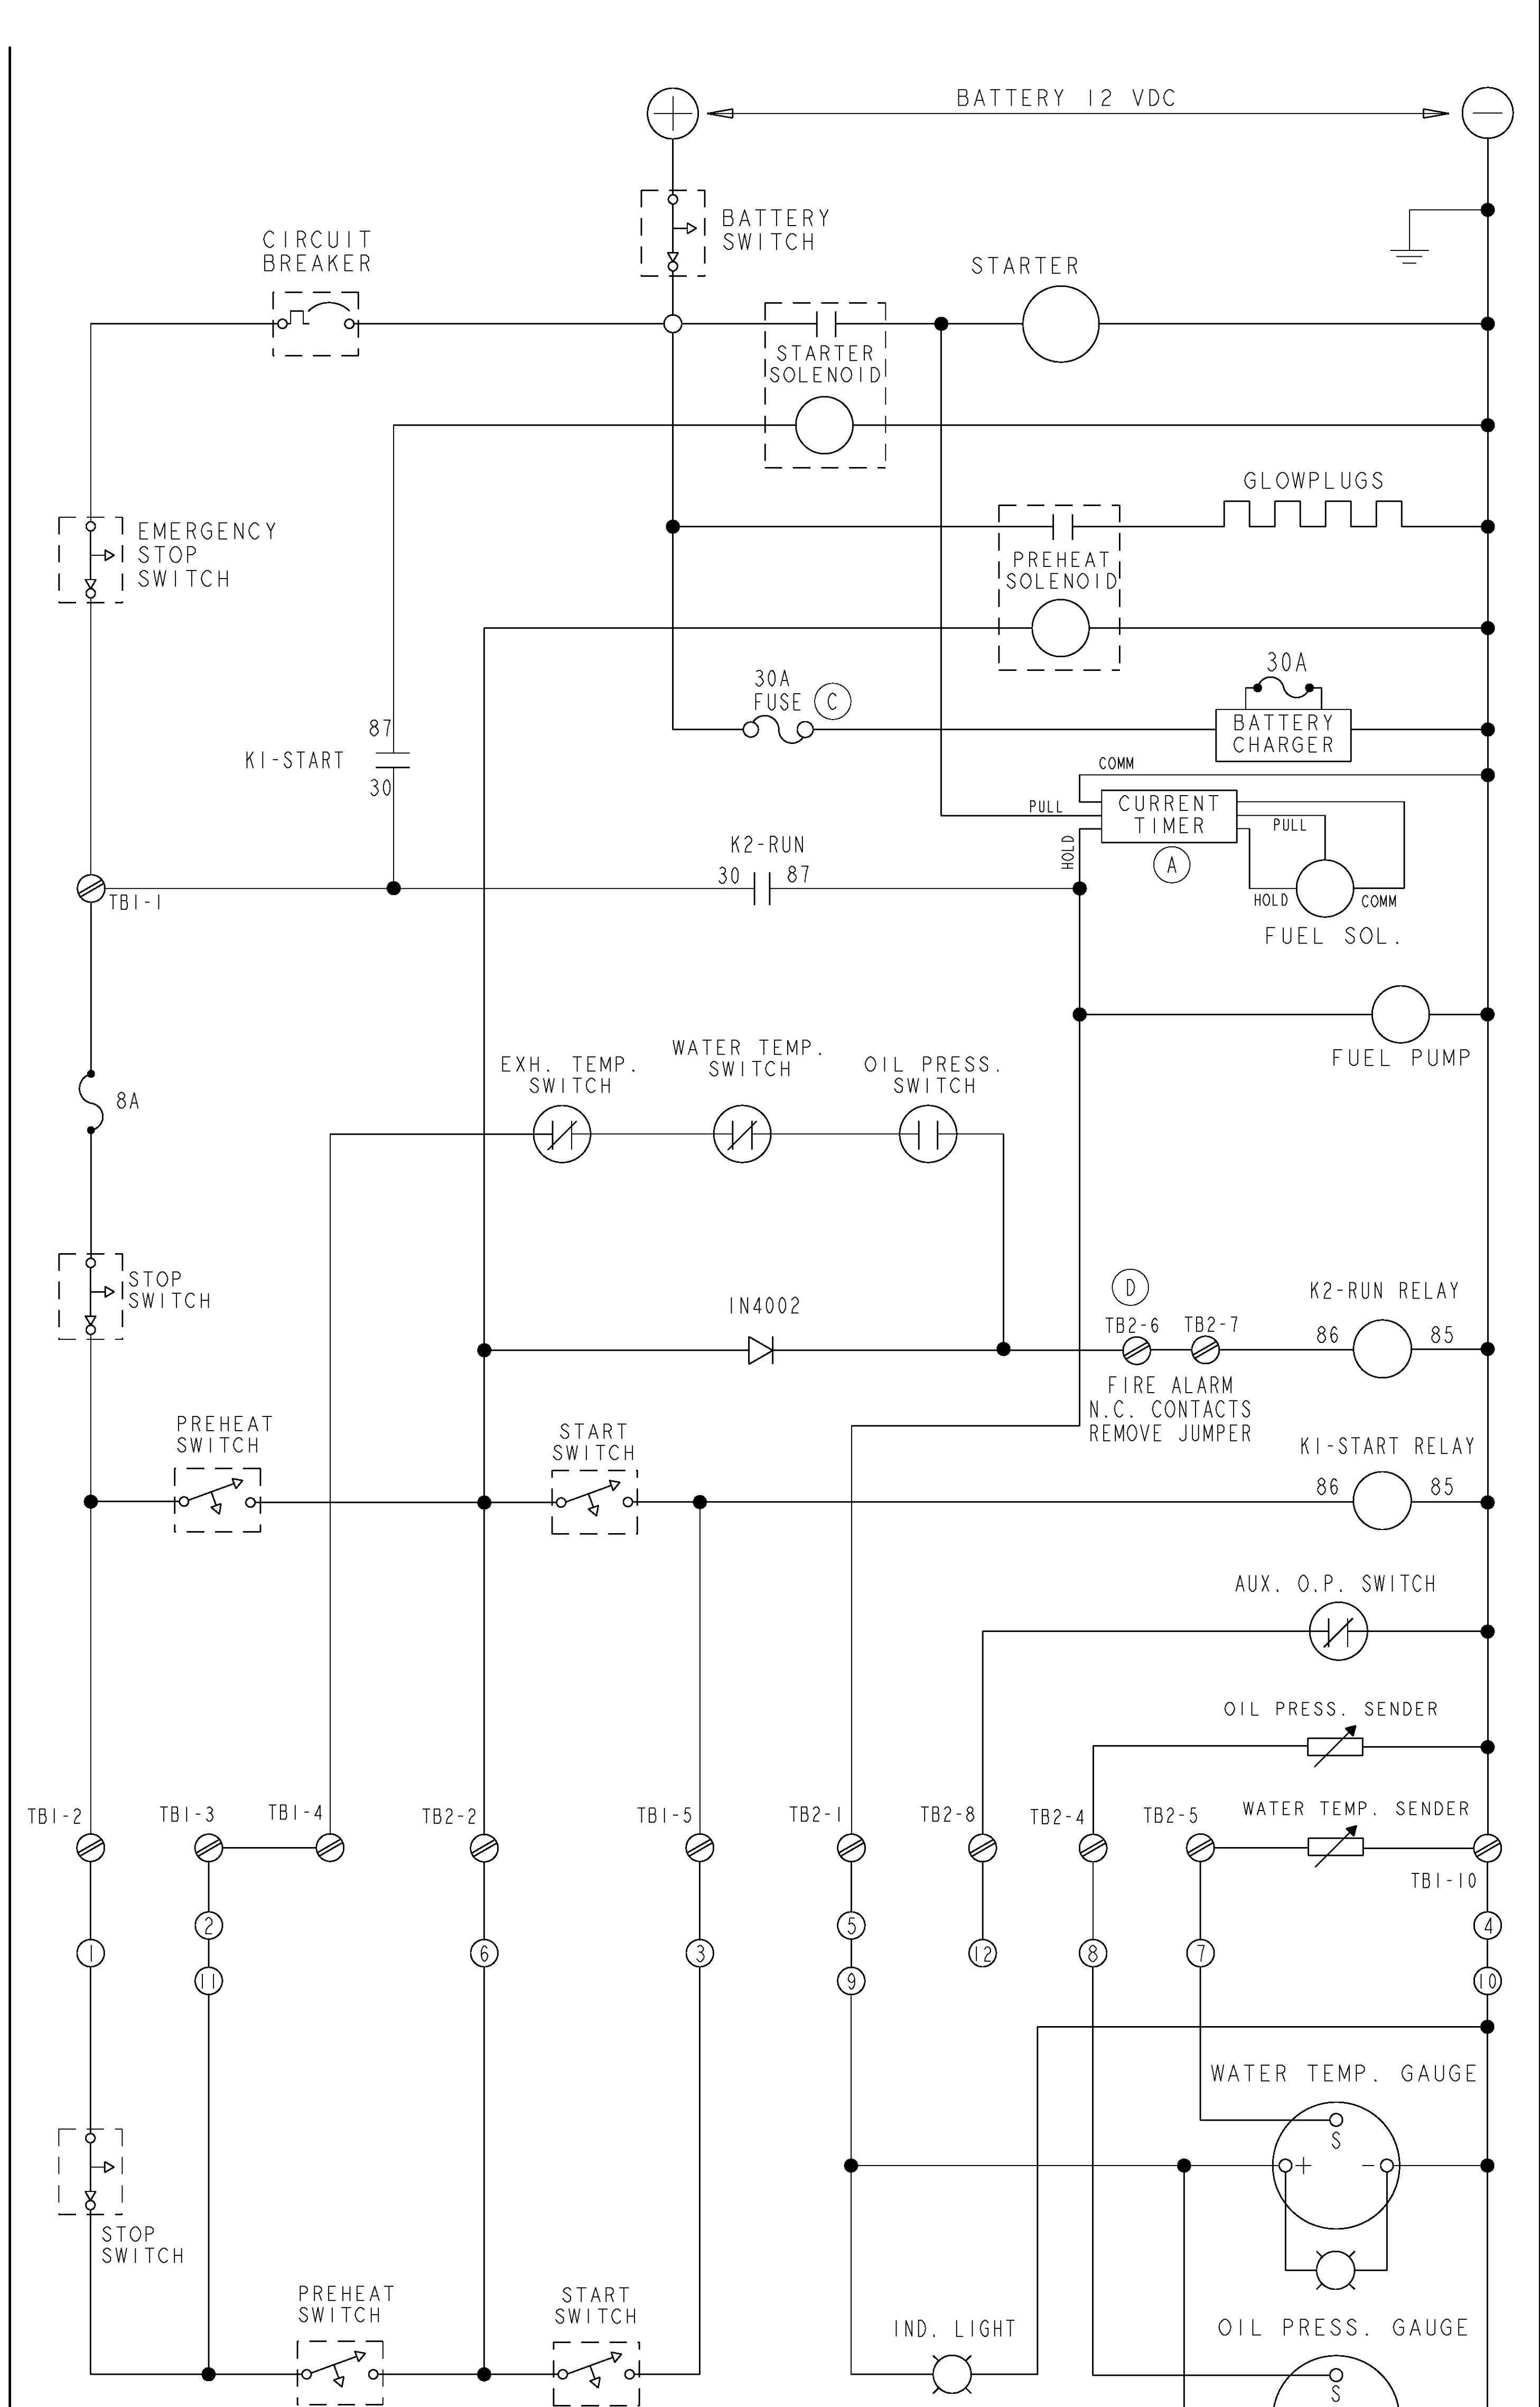 BATTERY 12 VDC
BATTERY
SWITCH
CIRCUIT
BREAKER
STARTER
STARTER
SOLENOID
GLOWPLUGS
EMERGENCY
STOP
SWITCH
PREHEAT
SOLENOID
30A
FUSE C
30A
BATTERY
CHARGER
87
K1-START
30
COMM
PULL
CURRENT
TIMER
PULL
HOLD
A
K2-RUN
30 87
HOLD
COMM
TB1-1
FUEL SOL.
FUEL PUMP
EXH. TEMP.
SWITCH
WATER TEMP.
SWITCH
OIL PRESS.
SWITCH
8A
STOP
SWITCH
1N4002
D
TB2-6 TB2-7
K2-RUN RELAY
86 85
FIRE ALARM
N.C. CONTACTS
REMOVE JUMPER
PREHEAT
SWITCH
START
SWITCH
K1-START RELAY
86 85
AUX. O.P. SWITCH
OIL PRESS. SENDER
WATER TEMP. SENDER
TB1-2 TB1-3 TB1-4 TB2-2 TB1-5 TB2-1 TB2-8 TB2-4 TB2-5
TB1-10
2 5 4
1 6 3 12 8 7
11 9 10
WATER TEMP. GAUGE
S
+ -
STOP
SWITCH
PREHEAT
SWITCH
START
SWITCH
IND. LIGHT
OIL PRESS. GAUGE
S